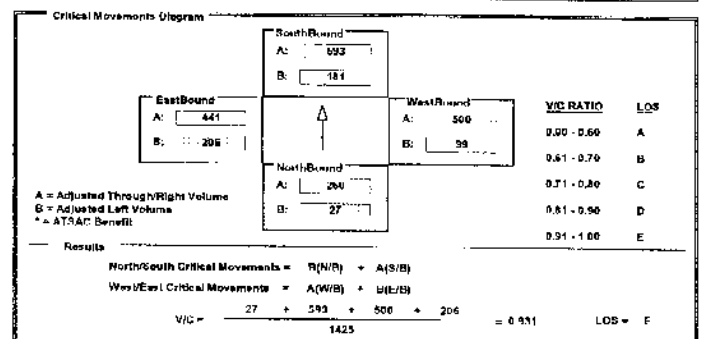 Critical Movements Diagram
SouthBound
A: 593
B: 181
EastBound
A: 441
B: 206
WestBound
A: 500
B: 99
NorthBound
A: 260
B: 27
V/C RATIO LOS
0.00 - 0.60 A
0.61 - 0.70 B
0.71 - 0.80 C
0.81 - 0.90 D
0.91 - 1.00 E
A = Adjusted Through/Right Volume
B = Adjusted Left Volume
* = ATSAC Benefit
Results
North/South Critical Movements = B(N/B) + A(S/B)
West/East Critical Movements = A(W/B) + B(E/B)
27 + 593 + 500 + 206
V/C = = 0.931 LOS = E
1425